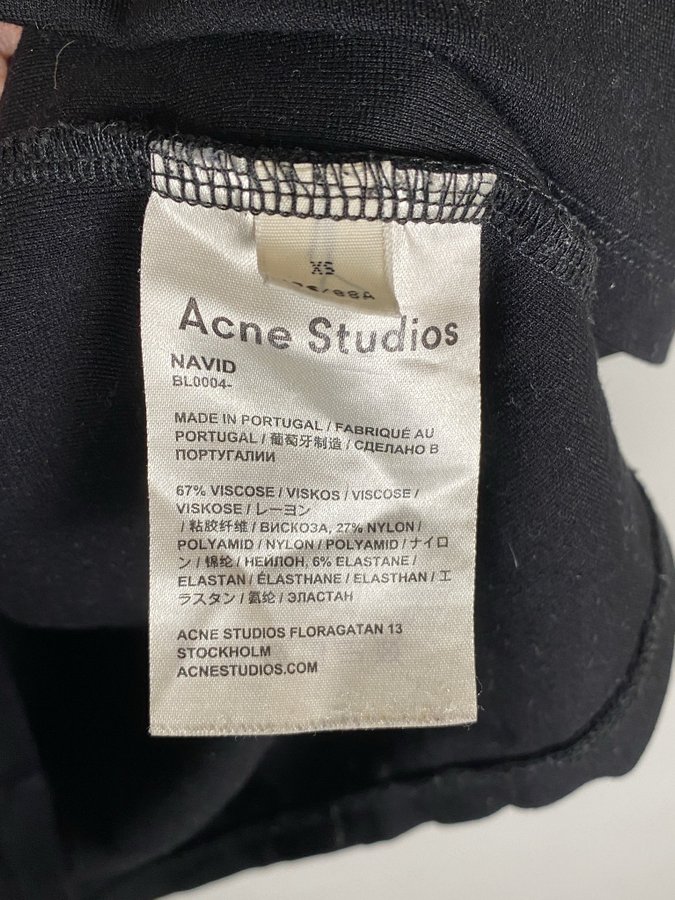 XS
Acne Studios
NAVID
BL0004-
MADE IN PORTUGAL / FABRIQUÉ AU
PORTUGAL / 葡萄牙制造 / СДЕЛАНО В
ПОРТУГАЛИИ
67% VISCOSE / VISKOS / VISCOSE /
VISKOSE / レーヨン
/ 粘胶纤维 / ВИСКОЗА, 27% NYLON /
POLYAMID / NYLON / POLYAMID / ナイロ
ン / 锦纶 / НЕЙЛОН, 6% ELASTANE /
ELASTAN / ÉLASTHANE / ELASTHAN / エ
ラスタン / 氨纶 / ЭЛАСТАН
ACNE STUDIOS FLORAGATAN 13
STOCKHOLM
ACNESTUDIOS.COM